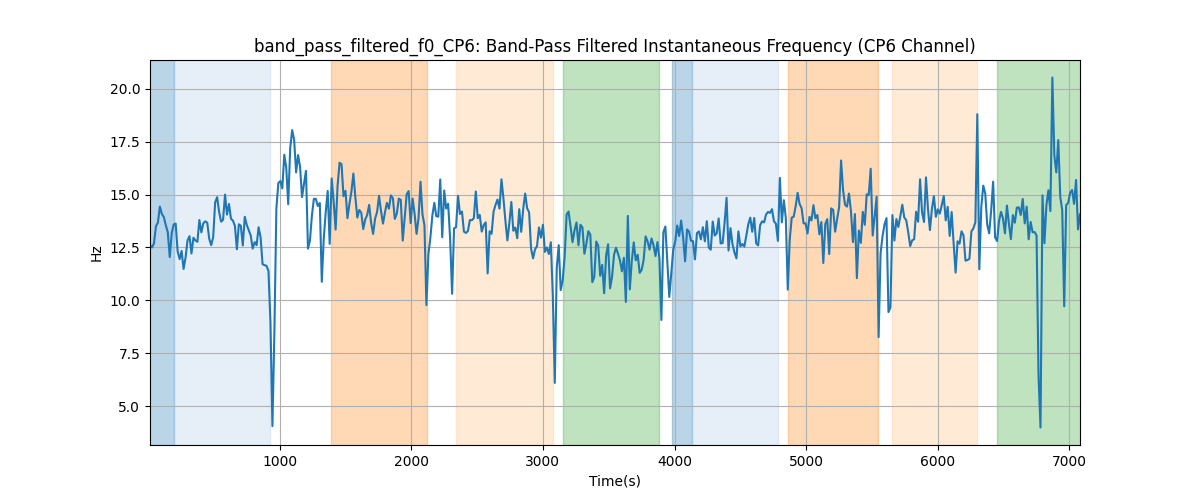 band_pass_filtered_f0_CP6: Band-Pass Filtered Instantaneous Frequency (CP6 Channel)
20.0
17.5
15.0
12.5
10.0
7.5
5.0
Hz
1000 2000 3000 4000 5000 6000 7000
Time(s)